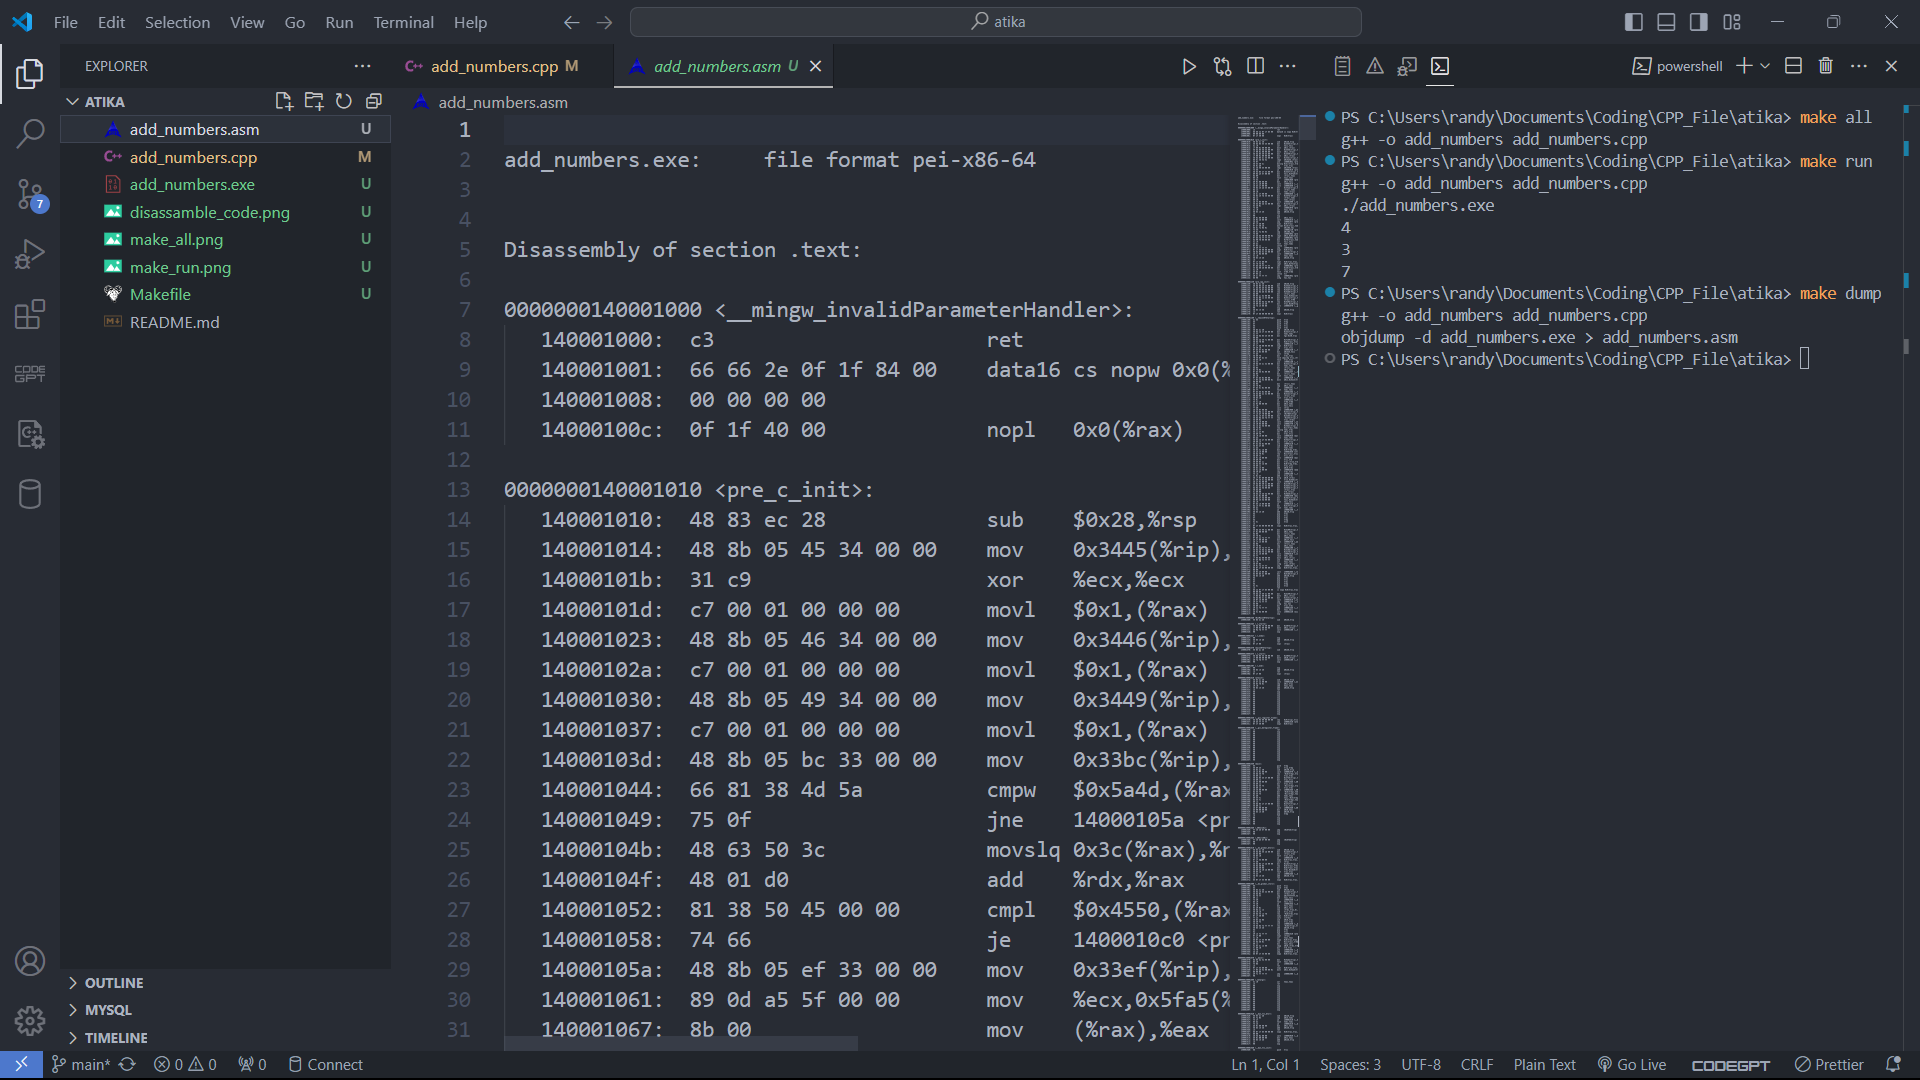 File Edit Selection View Go Run Terminal Help
atika
EXPLORER
ATIKA
add_numbers.asm U
add_numbers.cpp M
add_numbers.exe U
disassamble_code.png U
make_all.png U
make_run.png U
Makefile U
README.md
OUTLINE
MYSQL
TIMELINE
7
CODE
GPT
add_numbers.cpp M
add_numbers.asm U
add_numbers.asm
1
2 add_numbers.exe:     file format pei-x86-64
3
4
5 Disassembly of section .text:
6
7 0000000140001000 <__mingw_invalidParameterHandler>:
8 140001000: c3 ret
9 140001001: 66 66 2e 0f 1f 84 00 data16 cs nopw 0x0(%
10 140001008: 00 00 00 00
11 14000100c: 0f 1f 40 00 nopl 0x0(%rax)
12
13 0000000140001010 <pre_c_init>:
14 140001010: 48 83 ec 28 sub $0x28,%rsp
15 140001014: 48 8b 05 45 34 00 00 mov 0x3445(%rip),
16 14000101b: 31 c9 xor %ecx,%ecx
17 14000101d: c7 00 01 00 00 00 movl $0x1,(%rax)
18 140001023: 48 8b 05 46 34 00 00 mov 0x3446(%rip),
19 14000102a: c7 00 01 00 00 00 movl $0x1,(%rax)
20 140001030: 48 8b 05 49 34 00 00 mov 0x3449(%rip),
21 140001037: c7 00 01 00 00 00 movl $0x1,(%rax)
22 14000103d: 48 8b 05 bc 33 00 00 mov 0x33bc(%rip),
23 140001044: 66 81 38 4d 5a cmpw $0x5a4d,(%rax
24 140001049: 75 0f jne 14000105a <pr
25 14000104b: 48 63 50 3c movslq 0x3c(%rax),%r
26 14000104f: 48 01 d0 add %rdx,%rax
27 140001052: 81 38 50 45 00 00 cmpl $0x4550,(%rax
28 140001058: 74 66 je 1400010c0 <pr
29 14000105a: 48 8b 05 ef 33 00 00 mov 0x33ef(%rip),
30 140001061: 89 0d a5 5f 00 00 mov %ecx,0x5fa5(%
31 140001067: 8b 00 mov (%rax),%eax
powershell
PS C:\Users\randy\Documents\Coding\CPP_File\atika> make all
g++ -o add_numbers add_numbers.cpp
PS C:\Users\randy\Documents\Coding\CPP_File\atika> make run
g++ -o add_numbers add_numbers.cpp
./add_numbers.exe
4
3
7
PS C:\Users\randy\Documents\Coding\CPP_File\atika> make dump
g++ -o add_numbers add_numbers.cpp
objdump -d add_numbers.exe > add_numbers.asm
PS C:\Users\randy\Documents\Coding\CPP_File\atika>
main* 0 0 0 Connect
Ln 1, Col 1 Spaces: 3 UTF-8 CRLF Plain Text Go Live CODEGPT Prettier